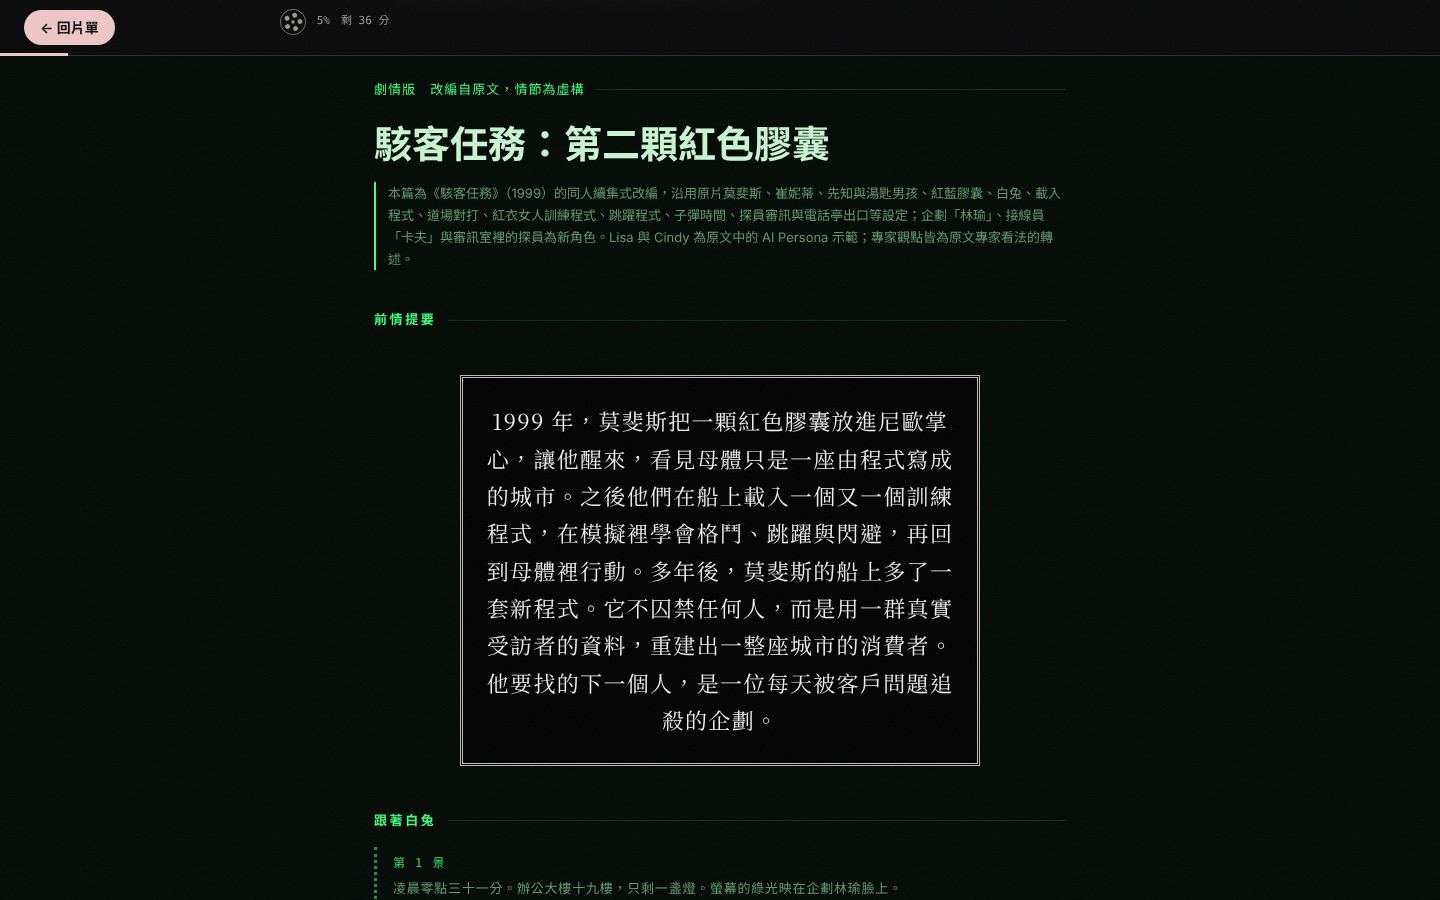 ← 回片單
5% 剩 36 分
劇情版 改編自原文，情節為虛構
駭客任務：第二顆紅色膠囊
本篇為《駭客任務》（1999）的同人續集式改編，沿用原片莫斐斯、崔妮蒂、先知與湯匙男孩、紅藍膠囊、白兔、載入
程式、道場對打、紅衣女人訓練程式、跳躍程式、子彈時間、探員審訊與電話亭出口等設定；企劃「林瑜」、接線員
「卡夫」與審訊室裡的探員為新角色。Lisa 與 Cindy 為原文中的 AI Persona 示範；專家觀點皆為原文專家看法的轉
述。
前情提要
1999 年，莫斐斯把一顆紅色膠囊放進尼歐掌
心，讓他醒來，看見母體只是一座由程式寫成
的城市。之後他們在船上載入一個又一個訓練
程式，在模擬裡學會格鬥、跳躍與閃避，再回
到母體裡行動。多年後，莫斐斯的船上多了一
套新程式。它不囚禁任何人，而是用一群真實
受訪者的資料，重建出一整座城市的消費者。
他要找的下一個人，是一位每天被客戶問題追
殺的企劃。
跟著白兔
第 1 景
凌晨零點三十一分。辦公大樓十九樓，只剩一盞燈。螢幕的綠光映在企劃林瑜臉上。